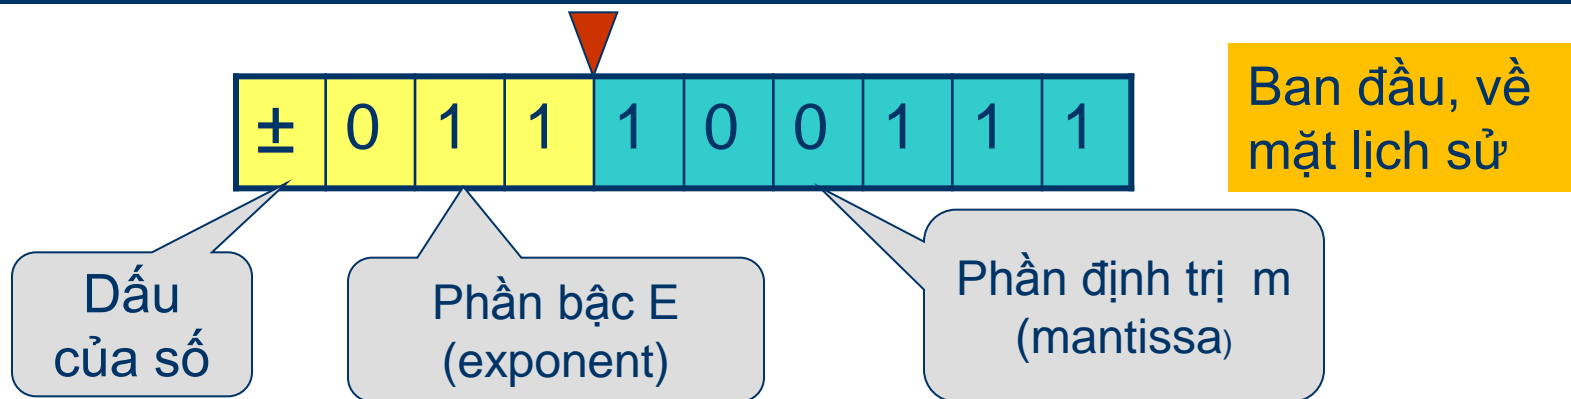 ± 0 1 1 1 0 0 1 1 1
Ban đầu, về
mặt lịch sử
Dấu
của số
Phần bậc E
(exponent)
Phần định trị m
(mantissa)